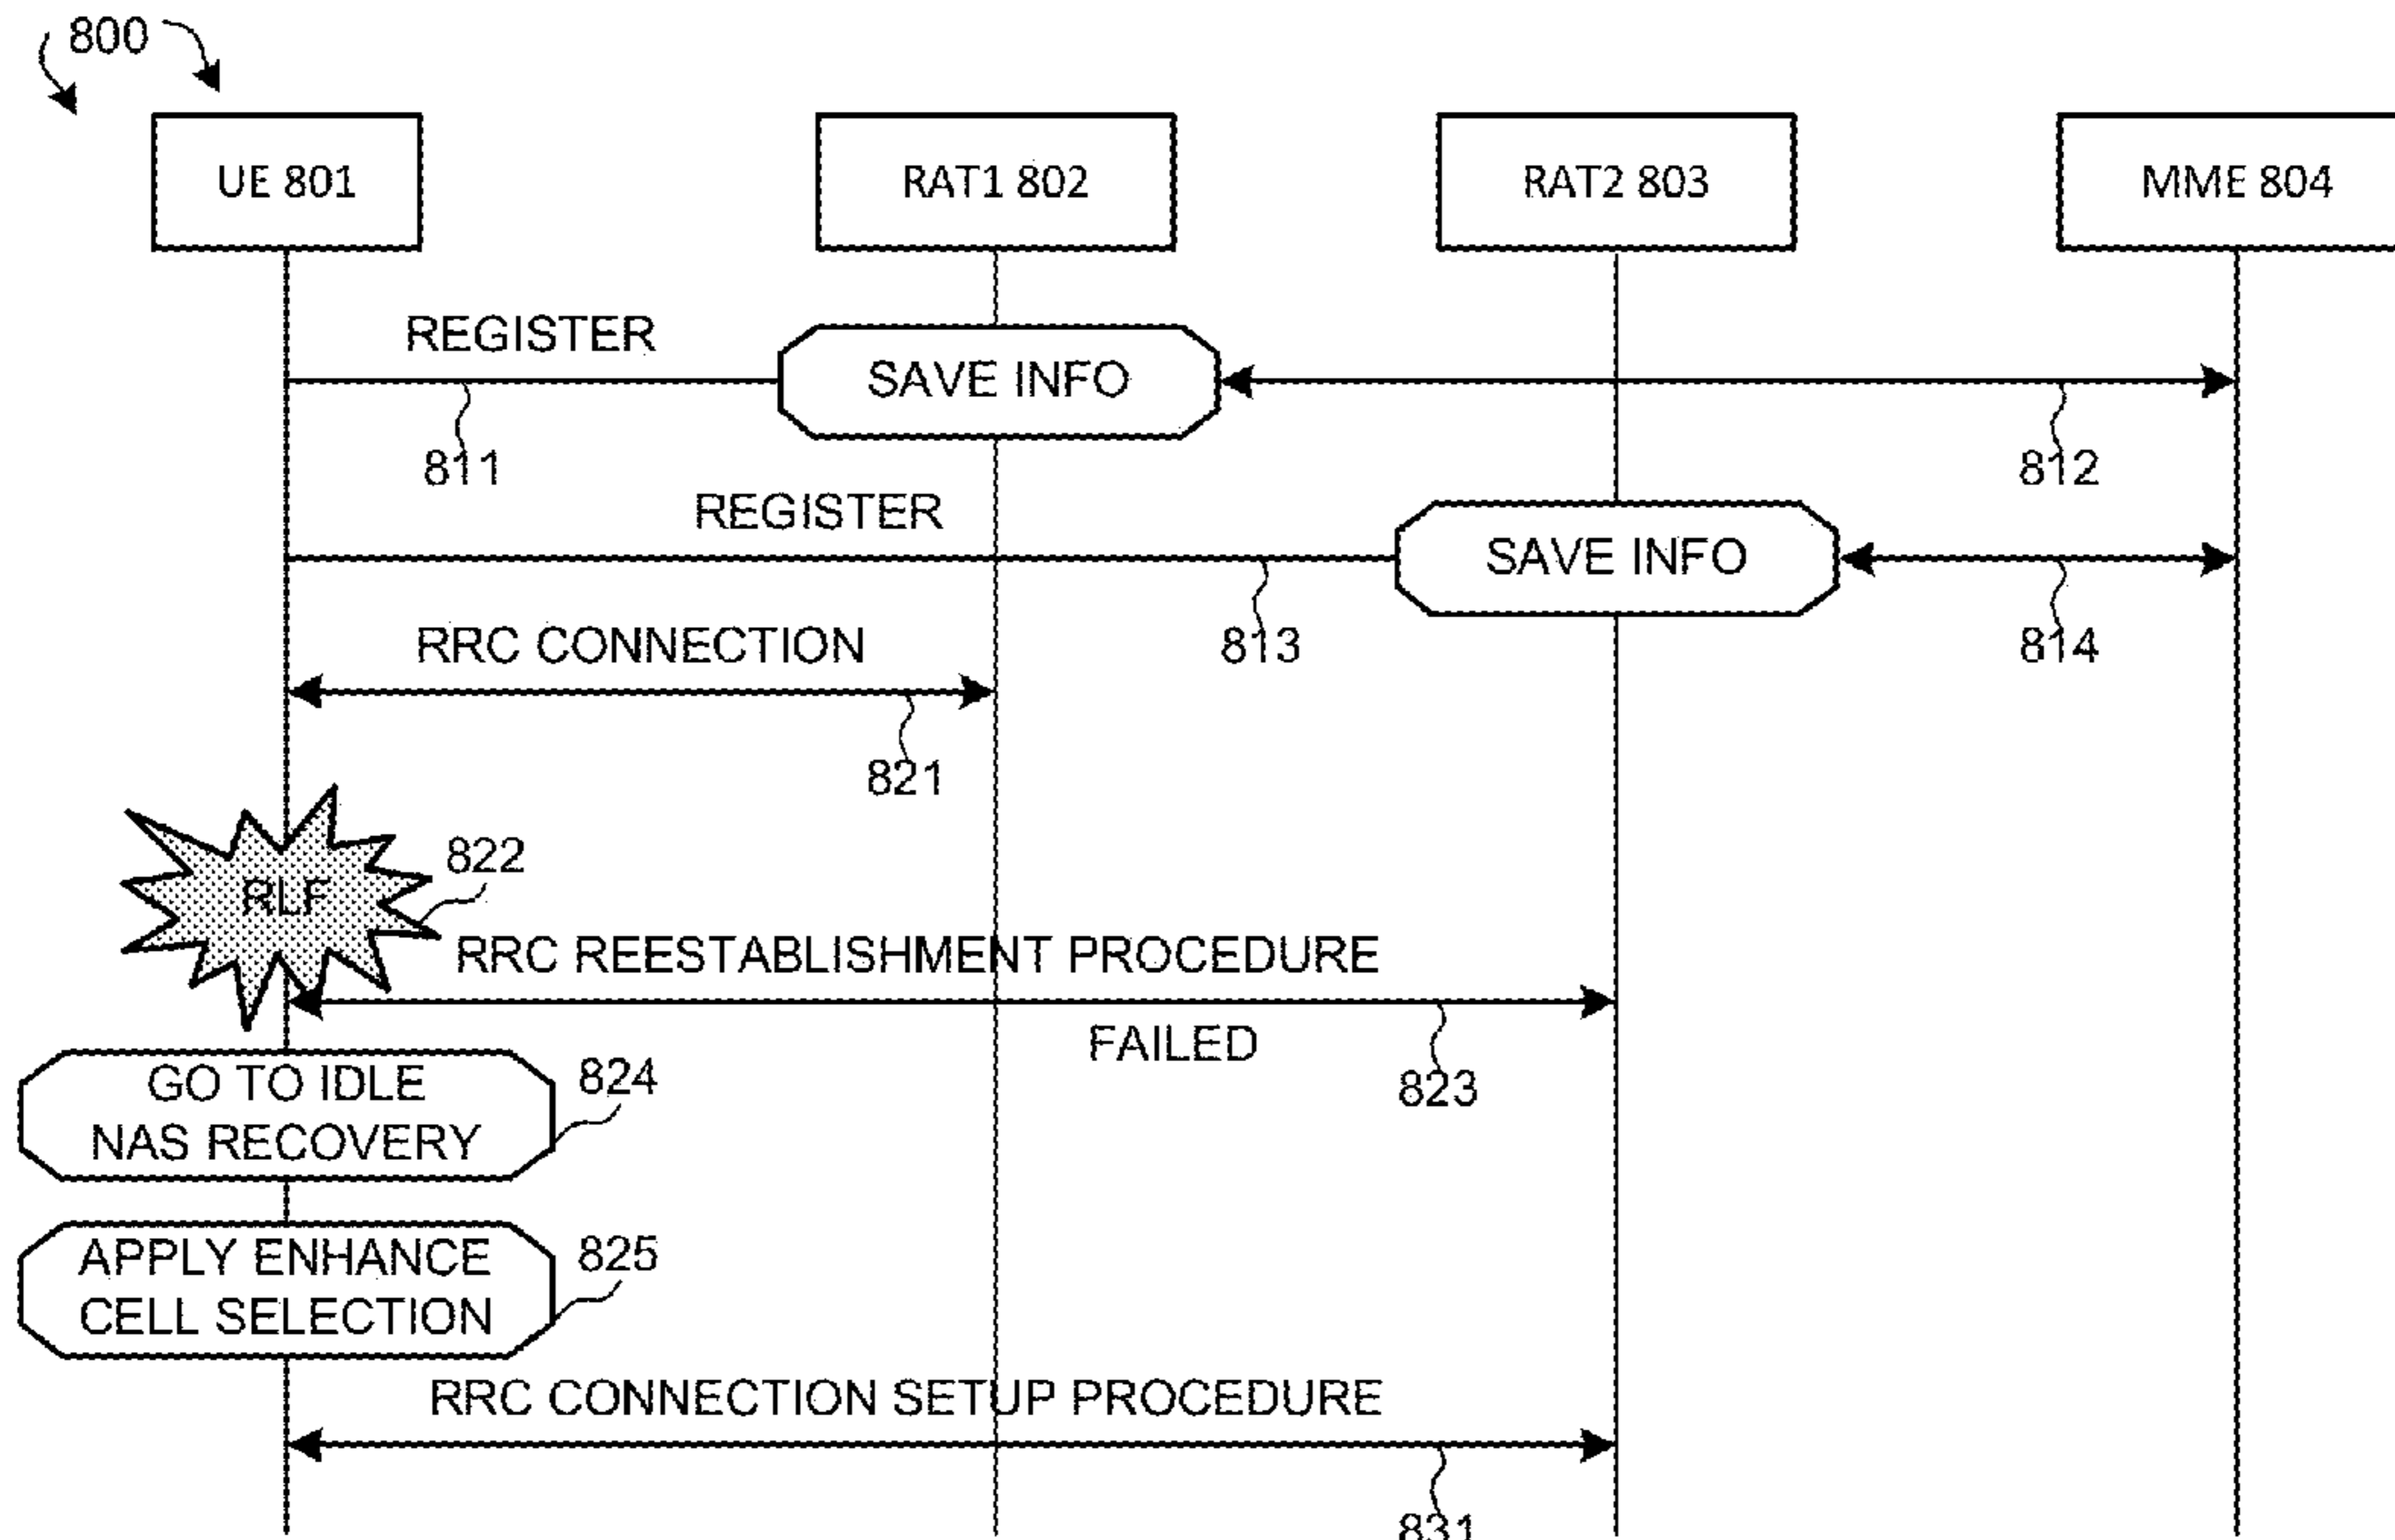 800
UE 801
RAT1 802
RAT2 803
MME 804
REGISTER
SAVE INFO
811
812
REGISTER
SAVE INFO
813
814
RRC CONNECTION
821
RLF
822
RRC REESTABLISHMENT PROCEDURE
FAILED
823
GO TO IDLE
NAS RECOVERY
824
APPLY ENHANCE
CELL SELECTION
825
RRC CONNECTION SETUP PROCEDURE
831